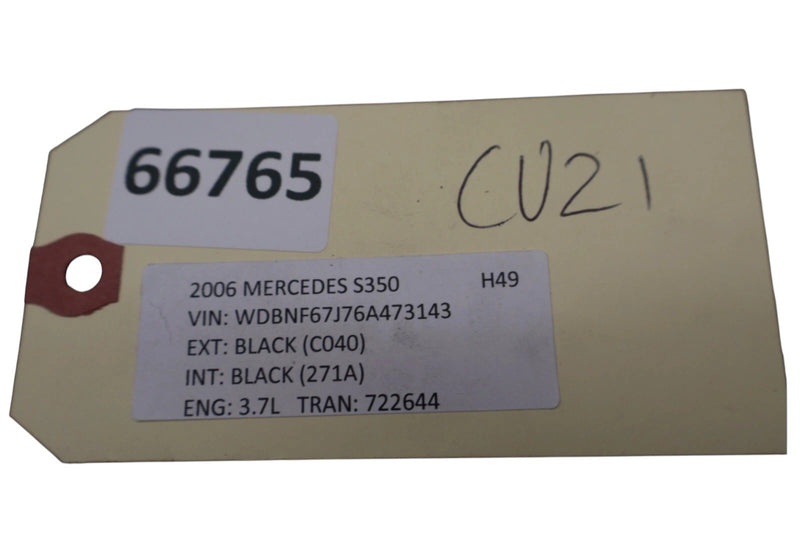 66765
CU21
2006 MERCEDES S350 H49
VIN: WDBNF67J76A473143
EXT: BLACK (C040)
INT: BLACK (271A)
ENG: 3.7L TRAN: 722644